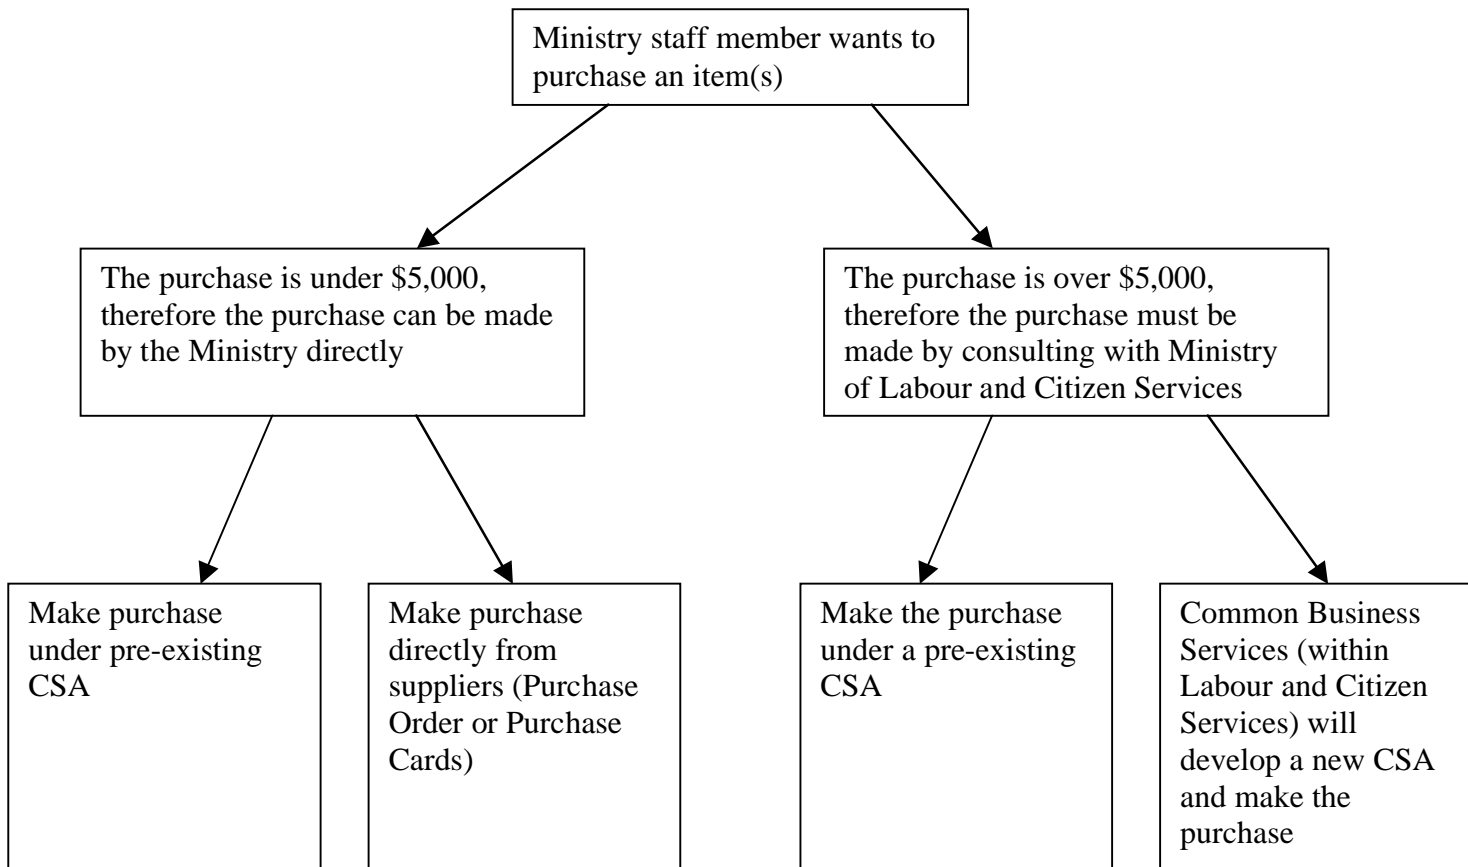 Ministry staff member wants to
purchase an item(s)
The purchase is under $5,000,
therefore the purchase can be made
by the Ministry directly
The purchase is over $5,000,
therefore the purchase must be
made by consulting with Ministry
of Labour and Citizen Services
Make purchase
under pre-existing
CSA
Make purchase
directly from
suppliers (Purchase
Order or Purchase
Cards)
Make the purchase
under a pre-existing
CSA
Common Business
Services (within
Labour and Citizen
Services) will
develop a new CSA
and make the
purchase